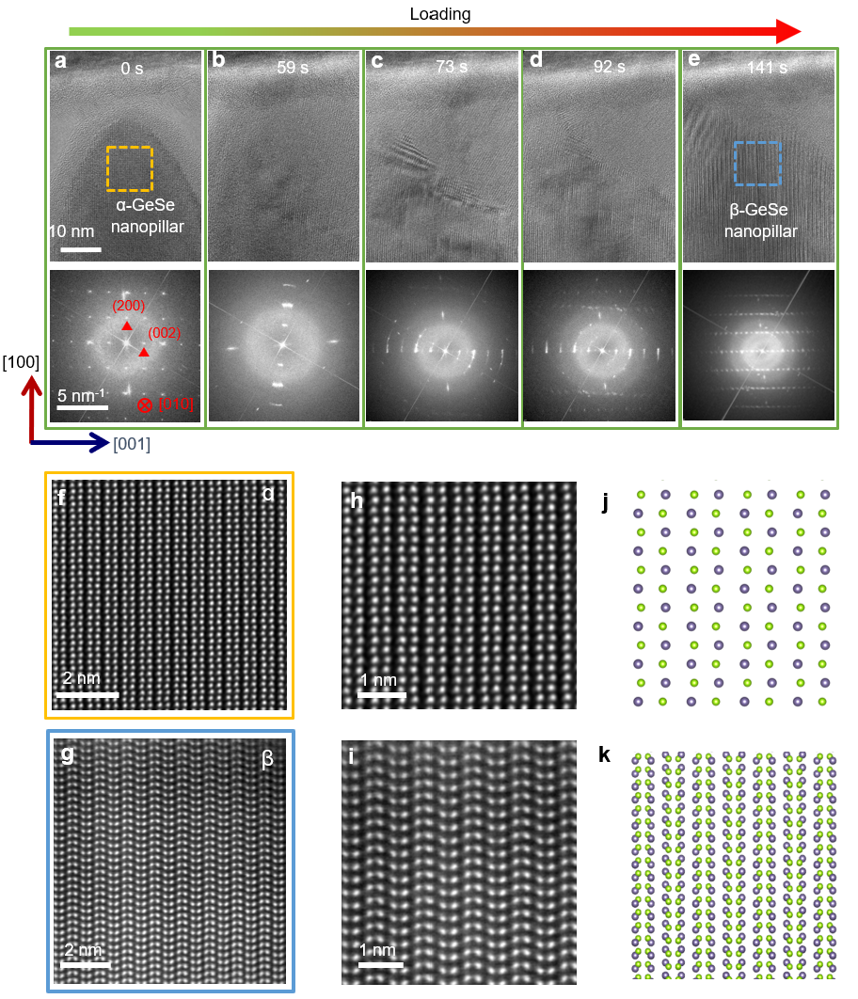 Loading
a 0 s
b 59 s
c 73 s
d 92 s
e 141 s
α-GeSe
nanopillar
10 nm
β-GeSe
nanopillar
(200)
(002)
[010]
5 nm⁻¹
[100]
[001]
f α
2 nm
h
1 nm
j
g β
2 nm
i
1 nm
k